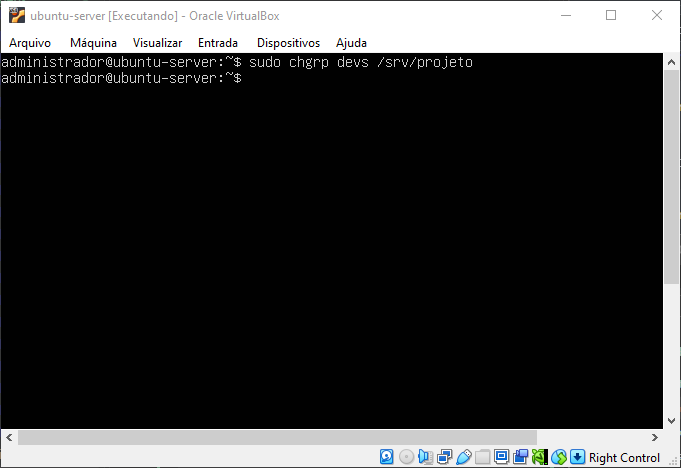 ubuntu-server [Executando] - Oracle VirtualBox
Arquivo Máquina Visualizar Entrada Dispositivos Ajuda
administrador@ubuntu-server:~$ sudo chgrp devs /srv/projeto
administrador@ubuntu-server:~$
Right Control